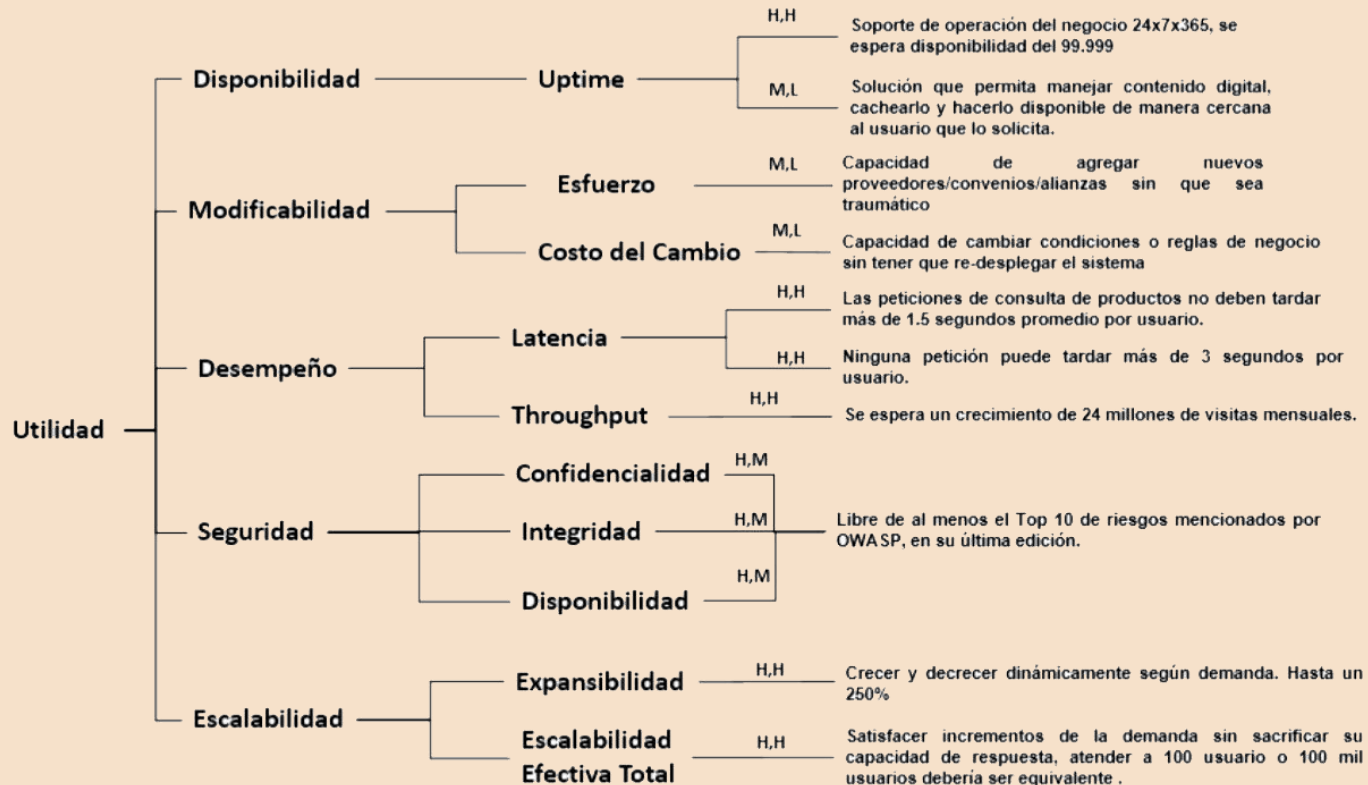 H,H
Soporte de operación del negocio 24x7x365, se
espera disponibilidad del 99.999
Disponibilidad
Uptime
M,L
Solución que permita manejar contenido digital,
cachearlo y hacerlo disponible de manera cercana
al usuario que lo solicita.
Modificabilidad
Esfuerzo
M,L
Capacidad de agregar nuevos
proveedores/convenios/alianzas sin que sea
traumático
Costo del Cambio
M,L
Capacidad de cambiar condiciones o reglas de negocio
sin tener que re-desplegar el sistema
Desempeño
Latencia
H,H
Las peticiones de consulta de productos no deben tardar
más de 1.5 segundos promedio por usuario.
H,H
Ninguna petición puede tardar más de 3 segundos por
usuario.
Throughput
H,H
Se espera un crecimiento de 24 millones de visitas mensuales.
Utilidad
Seguridad
Confidencialidad
H,M
Integridad
H,M
Disponibilidad
H,M
Libre de al menos el Top 10 de riesgos mencionados por
OWASP, en su última edición.
Escalabilidad
Expansibilidad
H,H
Crecer y decrecer dinámicamente según demanda. Hasta un
250%
Escalabilidad
Efectiva Total
H,H
Satisfacer incrementos de la demanda sin sacrificar su
capacidad de respuesta, atender a 100 usuario o 100 mil
usuarios debería ser equivalente .